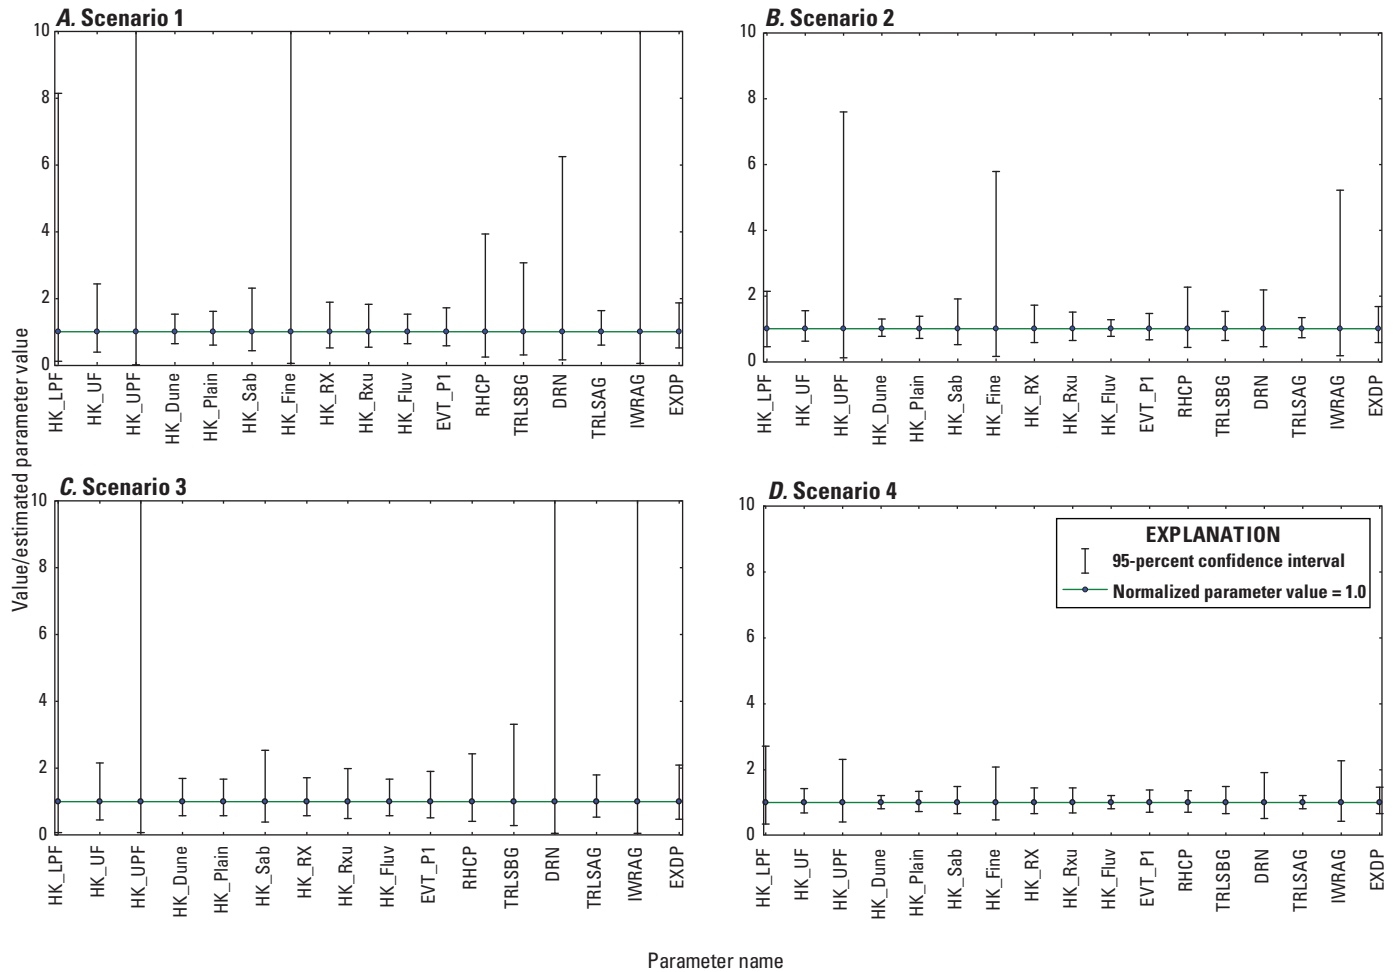 A. Scenario 1
10
8
6
4
2
0
HK_LPF
HK_UF
HK_UPF
HK_Dune
HK_Plain
HK_Sab
HK_Fine
HK_RX
HK_Rxu
HK_Fluv
EVT_P1
RHCP
TRLSBG
DRN
TRLSAG
IWRAG
EXDP
B. Scenario 2
10
8
6
4
2
0
HK_LPF
HK_UF
HK_UPF
HK_Dune
HK_Plain
HK_Sab
HK_Fine
HK_RX
HK_Rxu
HK_Fluv
EVT_P1
RHCP
TRLSBG
DRN
TRLSAG
IWRAG
EXDP
Value/estimated parameter value
C. Scenario 3
10
8
6
4
2
0
HK_LPF
HK_UF
HK_UPF
HK_Dune
HK_Plain
HK_Sab
HK_RX
HK_Rxu
HK_Fluv
EVT_P1
RHCP
TRLSBG
DRN
TRLSAG
IWRAG
EXDP
D. Scenario 4
10
8
6
4
2
0
EXPLANATION
95-percent confidence interval
Normalized parameter value = 1.0
HK_LPF
HK_UF
HK_UPF
HK_Dune
HK_Plain
HK_Sab
HK_Fine
HK_RX
HK_Rxu
HK_Fluv
EVT_P1
RHCP
TRLSBG
DRN
TRLSAG
IWRAG
EXDP
Parameter name